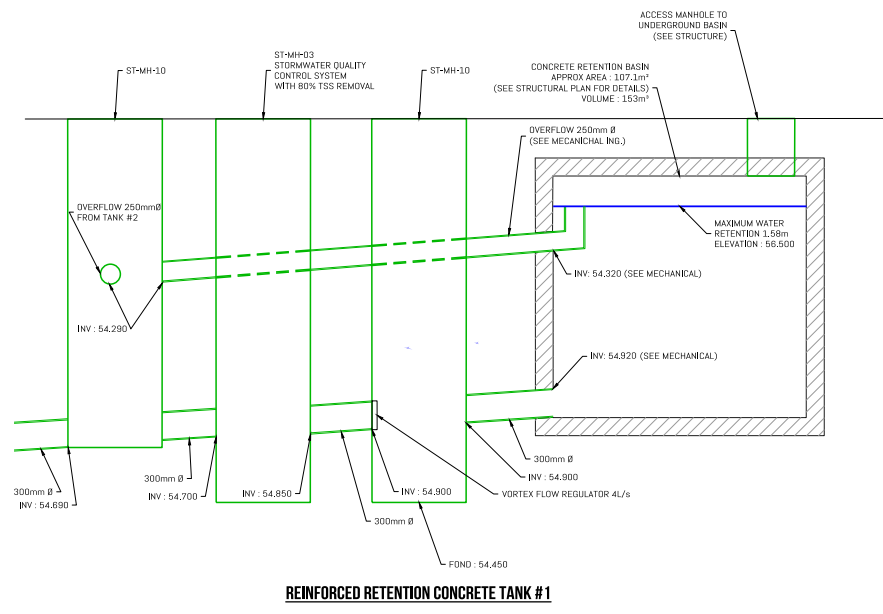 ACCESS MANHOLE TO
UNDERGROUND BASIN
(SEE STRUCTURE)
ST-MH-10
ST-MH-03
STORMWATER QUALITY
CONTROL SYSTEM
WITH 80% TSS REMOVAL
ST-MH-10
CONCRETE RETENTION BASIN
APPROX AREA : 107.1m²
(SEE STRUCTURAL PLAN FOR DETAILS)
VOLUME : 153m³
OVERFLOW 250mm Ø
(SEE MECANICHAL ING.)
OVERFLOW 250mmØ
FROM TANK #2
MAXIMUM WATER
RETENTION 1.58m
ELEVATION : 56.500
INV: 54.320 (SEE MECHANICAL)
INV : 54.290
INV: 54.920 (SEE MECHANICAL)
300mm Ø
INV : 54.690
300mm Ø
INV : 54.700
INV : 54.850
300mm Ø
INV : 54.900
300mm Ø
INV : 54.900
VORTEX FLOW REGULATOR 4L/s
FOND : 54.450
REINFORCED RETENTION CONCRETE TANK #1